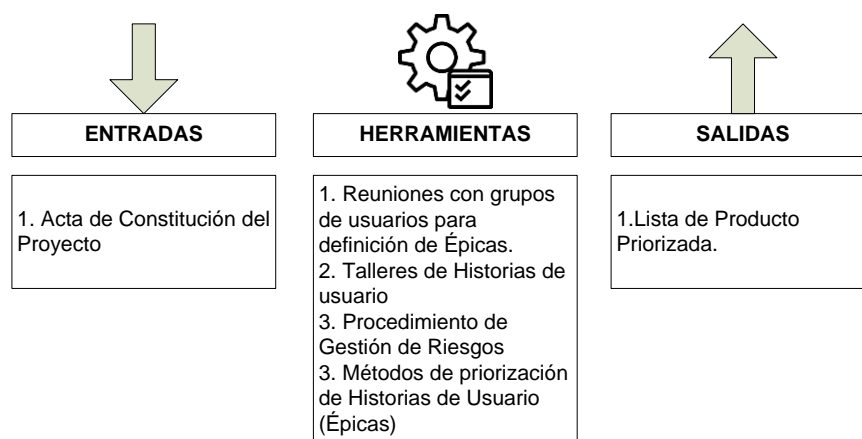 ENTRADAS
HERRAMIENTAS
SALIDAS
1. Acta de Constitución del
Proyecto
1. Reuniones con grupos
de usuarios para
definición de Épicas.
2. Talleres de Historias de
usuario
3. Procedimiento de
Gestión de Riesgos
3. Métodos de priorización
de Historias de Usuario
(Épicas)
1.Lista de Producto
Priorizada.